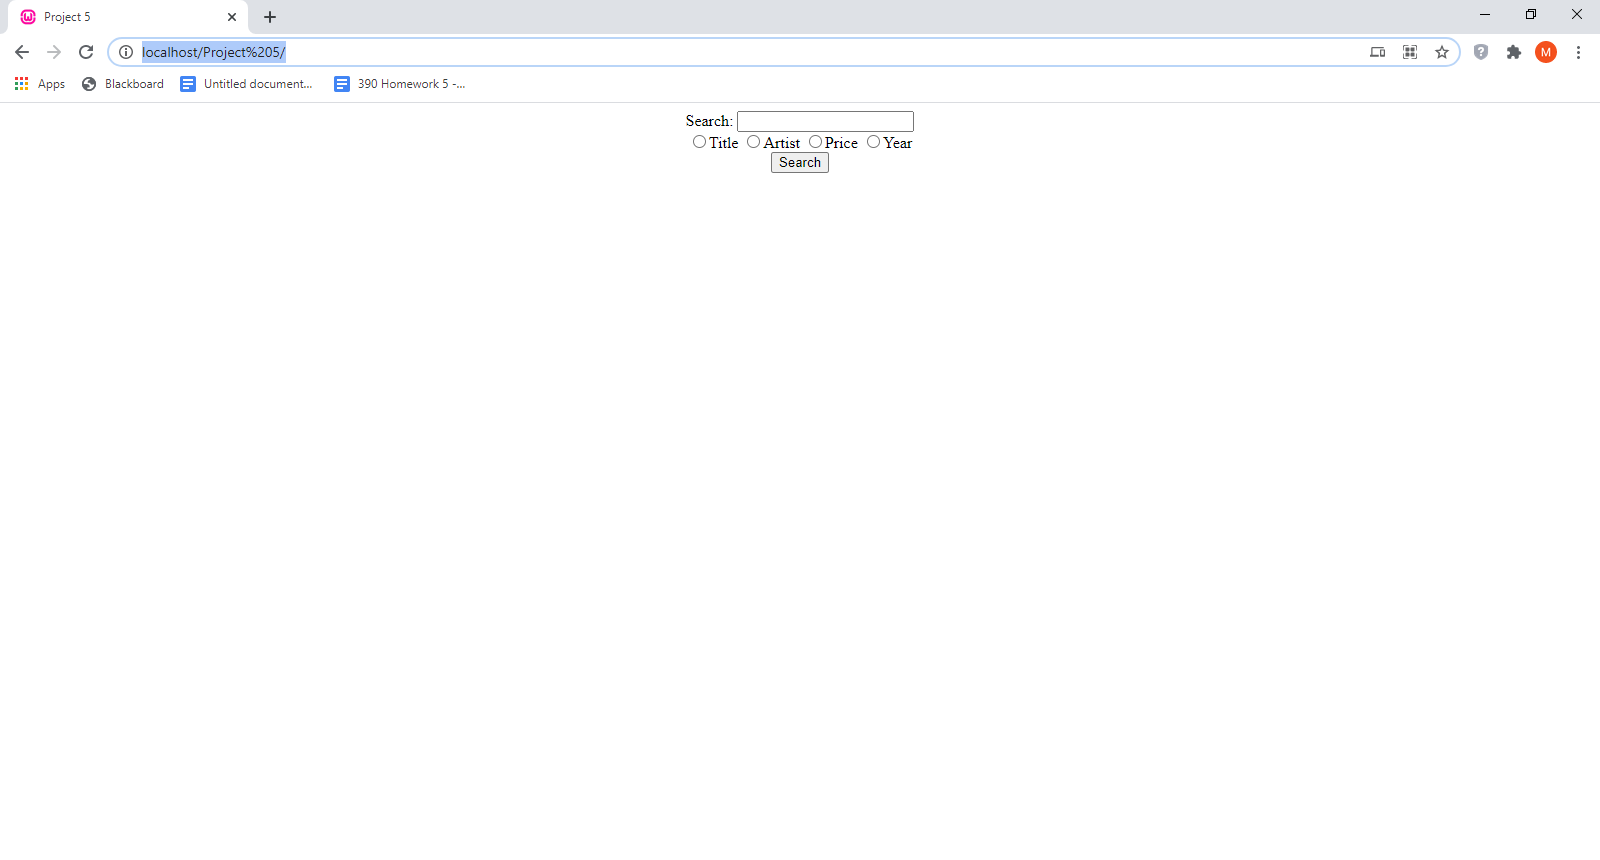 Project 5
localhost/Project%205/
M
Apps Blackboard Untitled document... 390 Homework 5 -...
Search:
Title Artist Price Year
Search